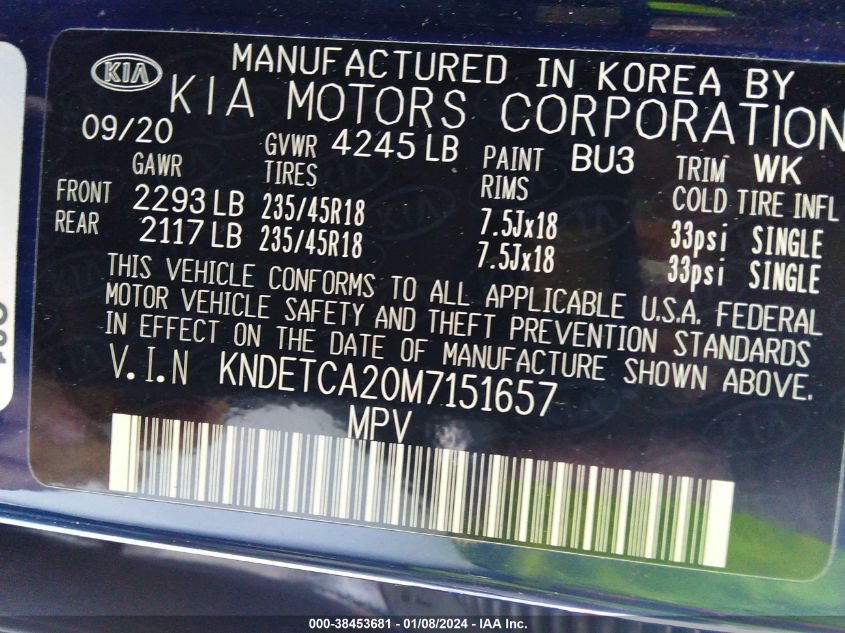 KIA
MANUFACTURED IN KOREA BY
KIA MOTORS CORPORATION
09/20 GVWR 4245 LB PAINT BU3 TRIM WK
GAWR TIRES RIMS COLD TIRE INFL
FRONT 2293 LB 235/45R18 7.5Jx18 33psi SINGLE
REAR 2117 LB 235/45R18 7.5Jx18 33psi SINGLE
THIS VEHICLE CONFORMS TO ALL APPLICABLE U.S.A. FEDERAL
MOTOR VEHICLE SAFETY AND THEFT PREVENTION STANDARDS
IN EFFECT ON THE DATE OF MANUFACTURE SHOWN ABOVE.
V.I.N KNDETCA20M7151657
MPV
000-38453681 - 01/08/2024 - IAA Inc.